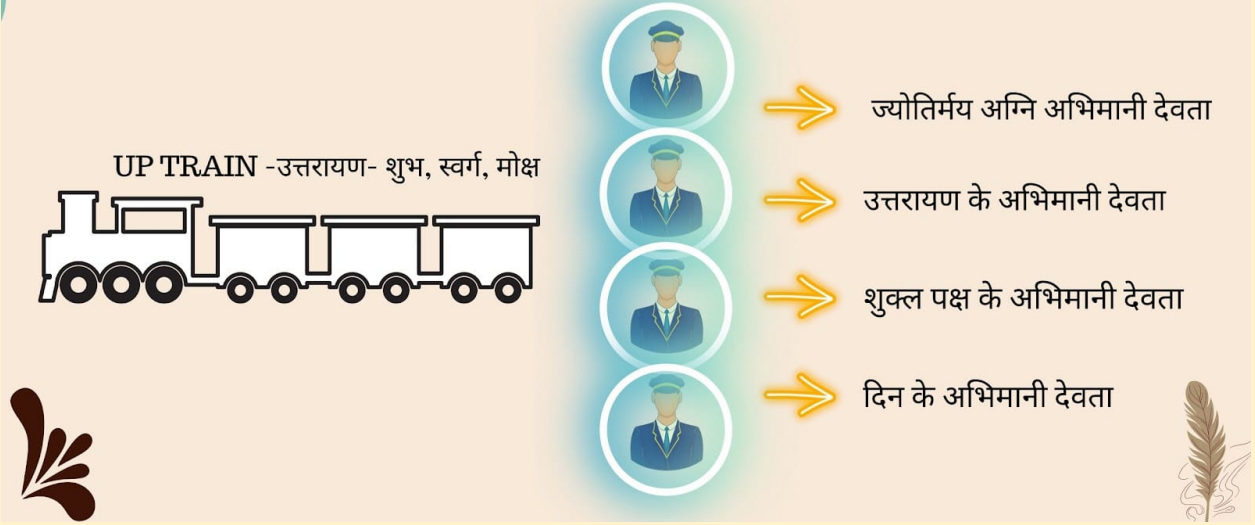 UP TRAIN -उत्तरायण- शुभ, स्वर्ग, मोक्ष
ज्योतिर्मय अग्नि अभिमानी देवता
उत्तरायण के अभिमानी देवता
शुक्ल पक्ष के अभिमानी देवता
दिन के अभिमानी देवता